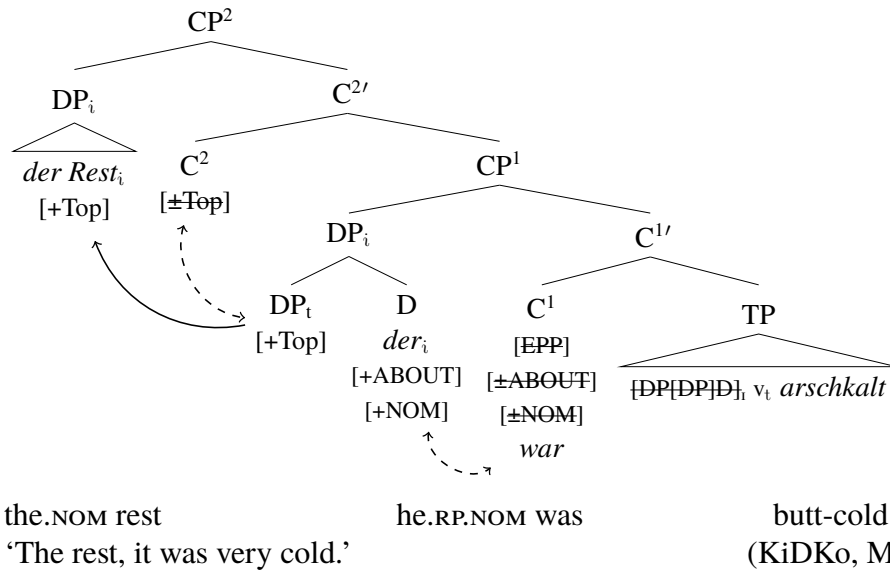 CP²
DPᵢ C²′
der Restᵢ C² CP¹
[+Top] [±Top]
DPᵢ C¹′
DPₜ D C¹ TP
[+Top] derᵢ [EPP]
[+ABOUT] [±ABOUT] [DP[DP]D]ᵢ vₜ arschkalt
[+NOM] [±NOM]
war
the.NOM rest he.RP.NOM was butt-cold
‘The rest, it was very cold.’ (KiDKo, M